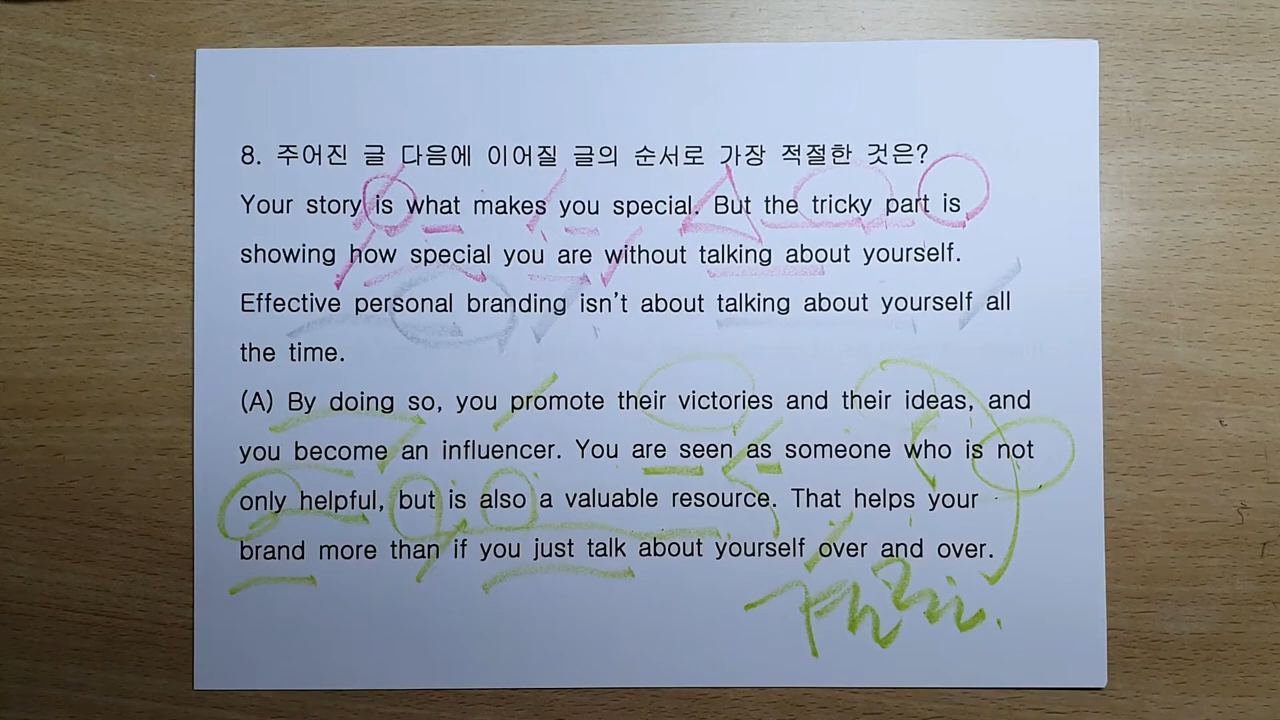 8. 주어진 글 다음에 이어질 글의 순서로 가장 적절한 것은?
Your story is what makes you special. But the tricky part is
showing how special you are without talking about yourself.
Effective personal branding isn't about talking about yourself all
the time.
(A) By doing so, you promote their victories and their ideas, and
you become an influencer. You are seen as someone who is not
only helpful, but is also a valuable resource. That helps your
brand more than if you just talk about yourself over and over.
결론.